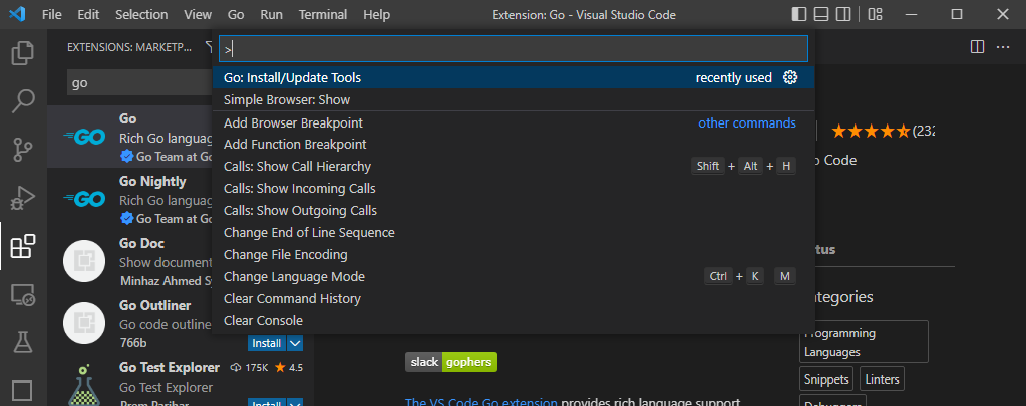 File Edit Selection View Go Run Terminal Help Extension: Go - Visual Studio Code
EXTENSIONS: MARKETP...
>
go
Go: Install/Update Tools recently used
Simple Browser: Show
Add Browser Breakpoint other commands
Add Function Breakpoint
Calls: Show Call Hierarchy Shift + Alt + H
Calls: Show Incoming Calls
Calls: Show Outgoing Calls
Change End of Line Sequence
Change File Encoding
Change Language Mode Ctrl + K M
Clear Command History
Clear Console
GO
Go
Rich Go languag
Go Team at Go
GO
Go Nightly
Rich Go languag
Go Team at Go
Go Doc
Show document
Minhaz Ahmed Sy
Go Outliner
Go code outline
766b Install
Go Test Explorer 175K 4.5
Go Test Explorer
Prem Parihar Install
slack gophers
The VS Code Go extension provides rich language support
(232
o Code
tus
ategories
Programming
Languages
Snippets Linters
Debuggers